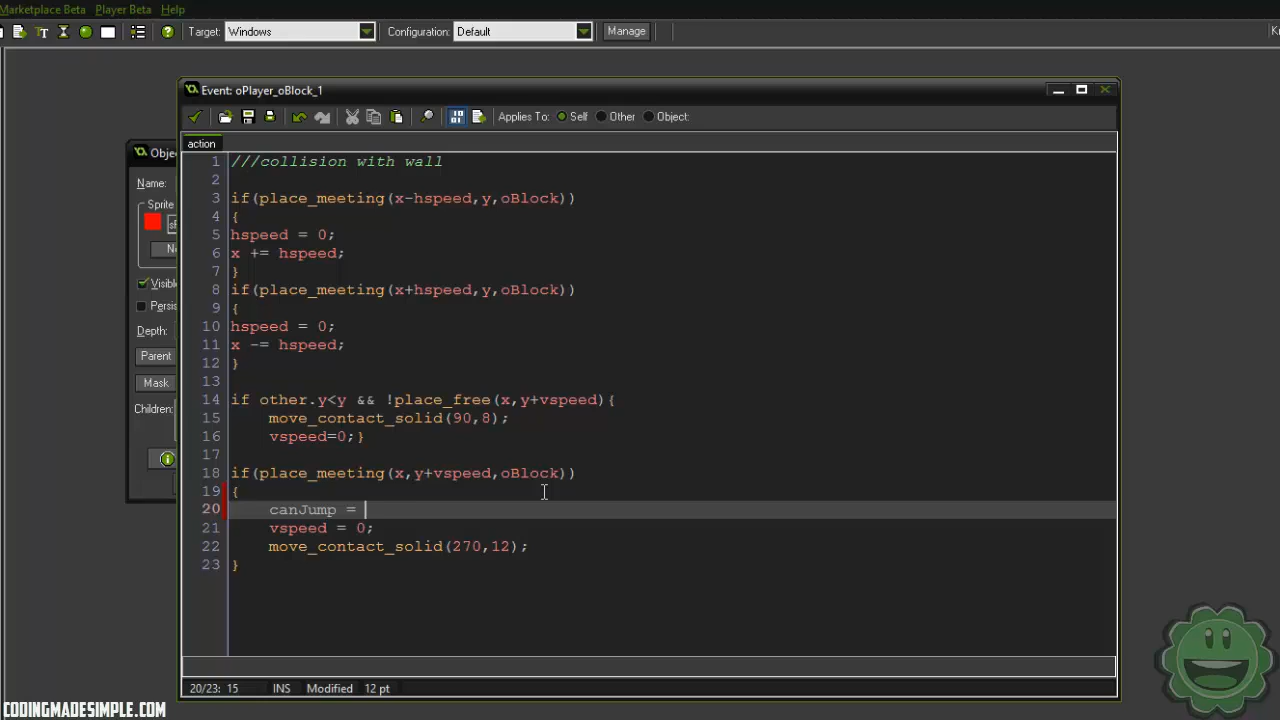 Marketplace Beta Player Beta Help
Target: Windows Configuration: Default Manage
Event: oPlayer_oBlock_1
Applies To: Self Other Object:
action
1 ///collision with wall
2
3 if(place_meeting(x-hspeed,y,oBlock))
4 {
5 hspeed = 0;
6 x += hspeed;
7 }
8 if(place_meeting(x+hspeed,y,oBlock))
9 {
10 hspeed = 0;
11 x -= hspeed;
12 }
13
14 if other.y<y && !place_free(x,y+vspeed){
15 move_contact_solid(90,8);
16 vspeed=0;}
17
18 if(place_meeting(x,y+vspeed,oBlock))
19 {
20 canJump =
21 vspeed = 0;
22 move_contact_solid(270,12);
23 }
20/23: 15 INS Modified 12 pt
Obje
Name:
Sprite
Visible
Persis
Depth:
Parent
Mask
Children:
CODINGMADESIMPLE.COM